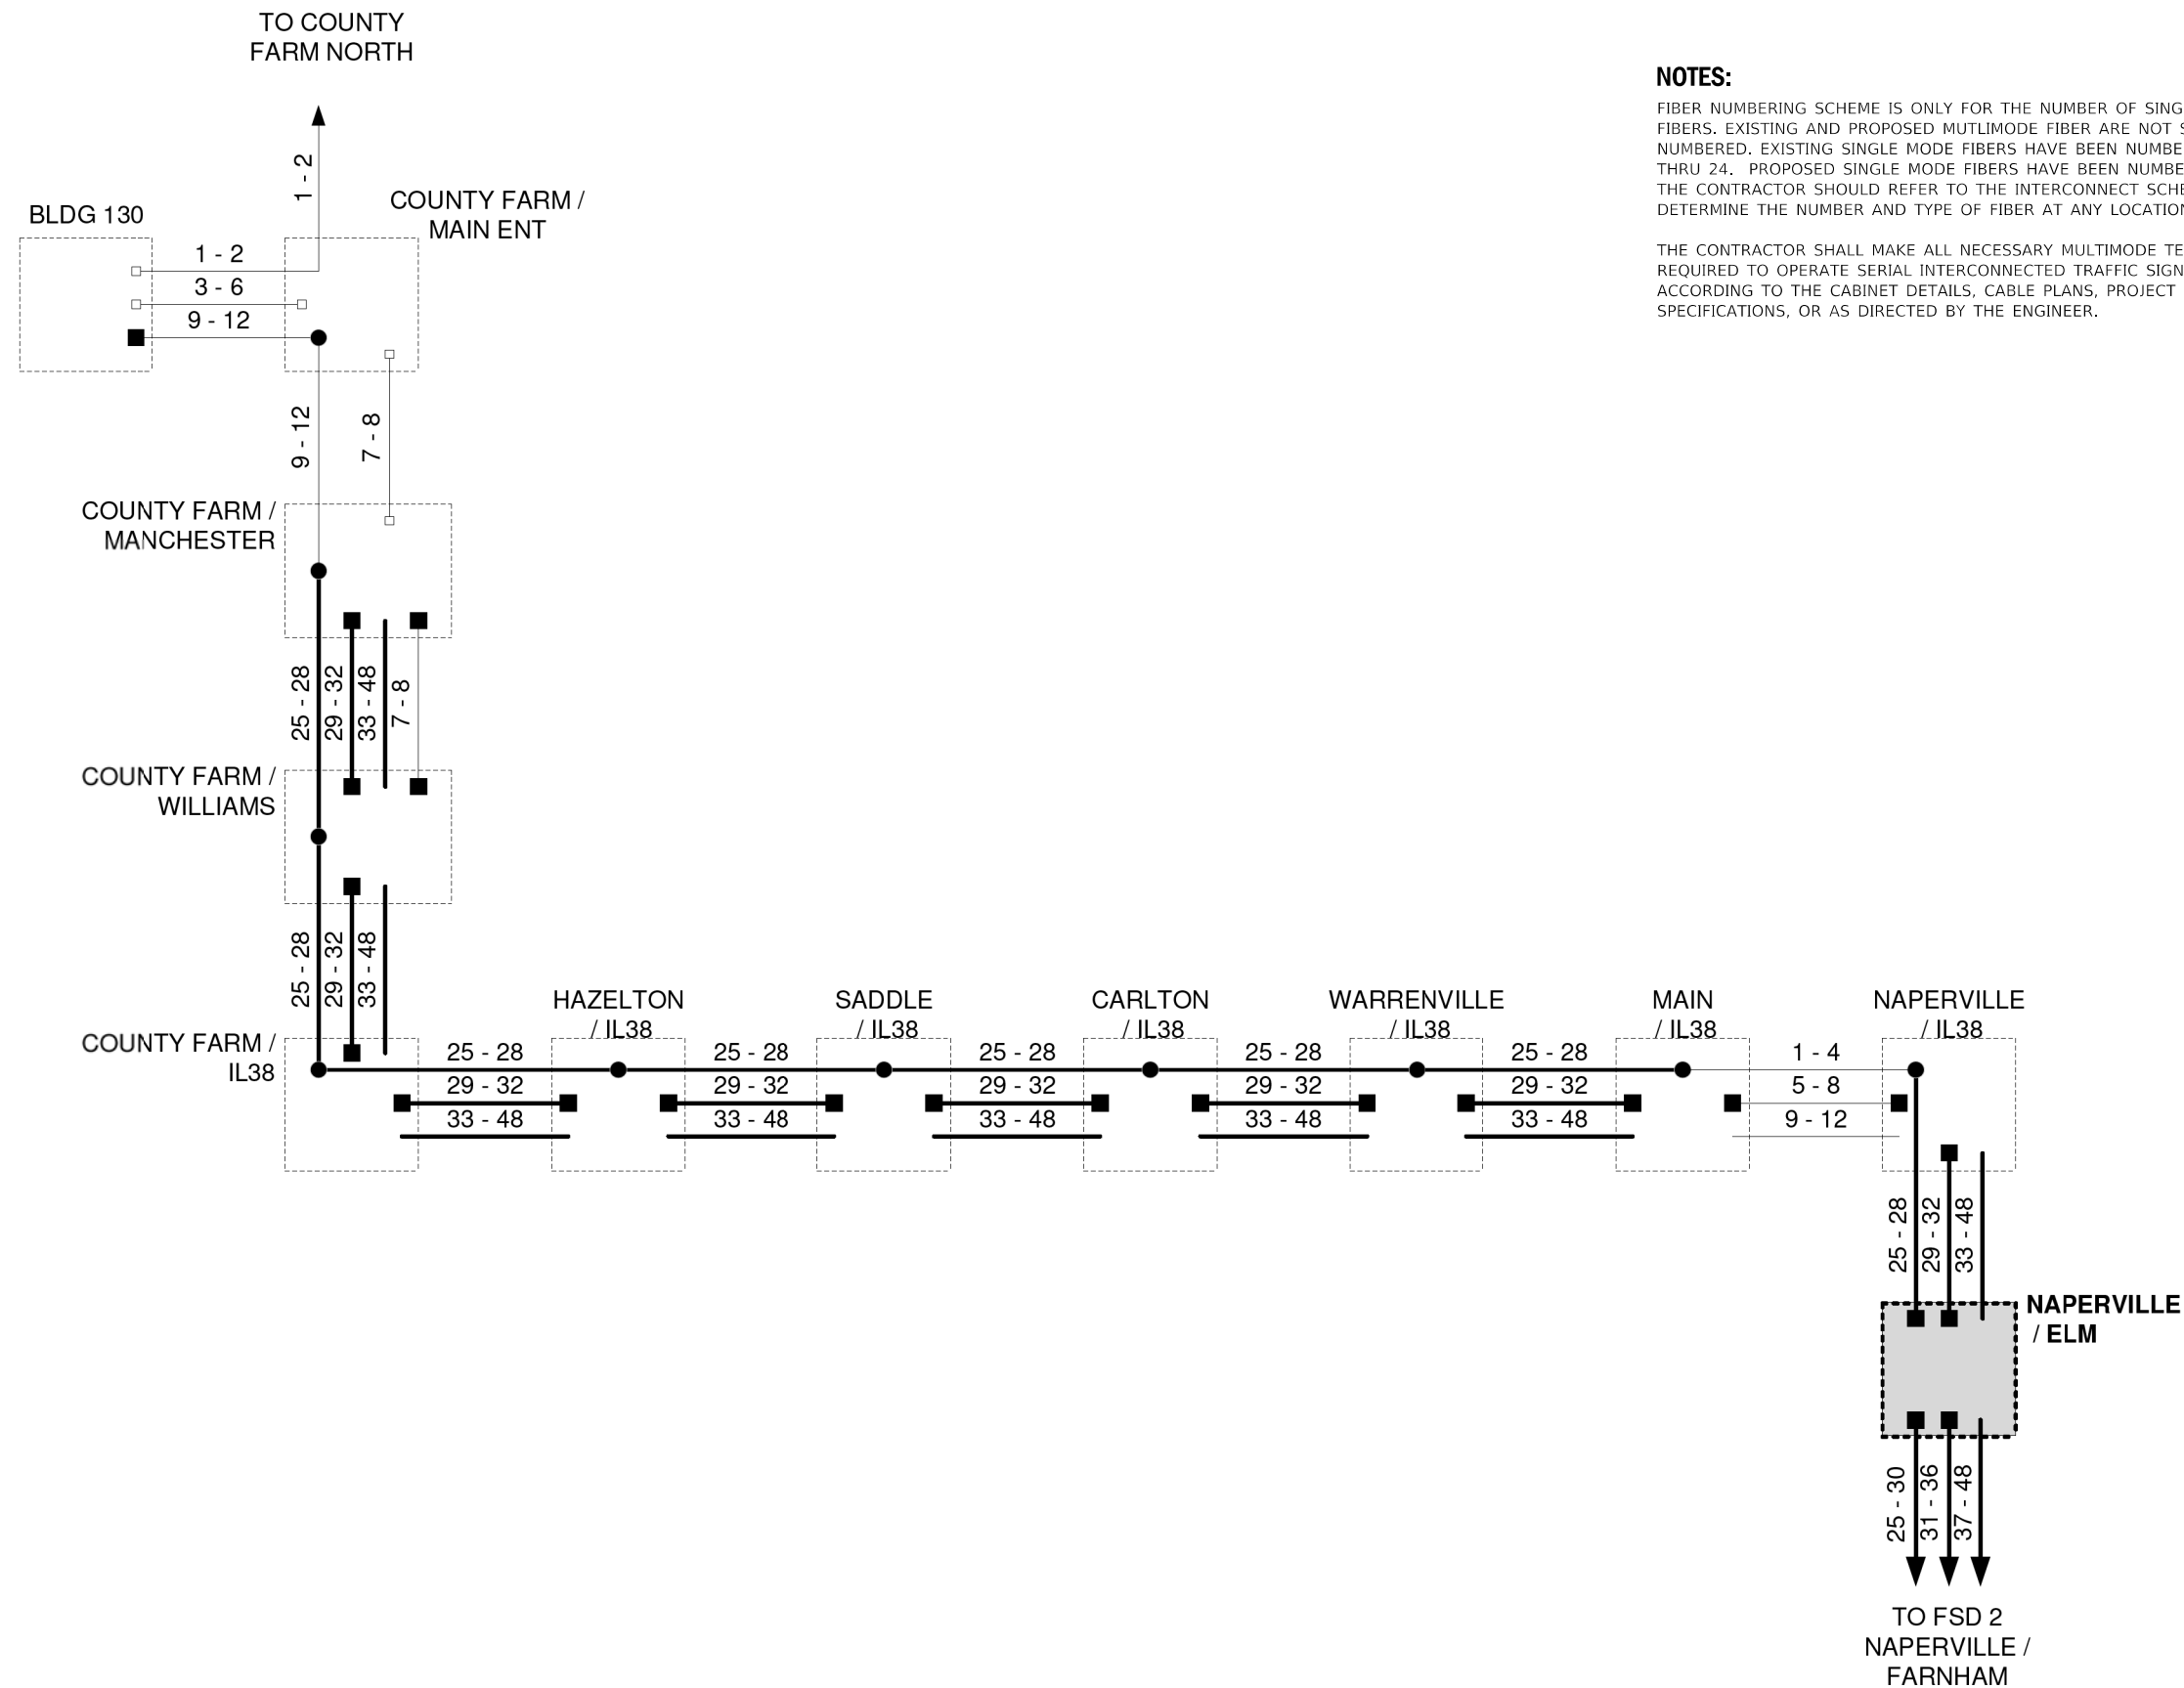 TO COUNTY
FARM NORTH
1 - 2
BLDG 130
COUNTY FARM /
MAIN ENT
1 - 2
3 - 6
9 - 12
9 - 12
7 - 8
COUNTY FARM /
MANCHESTER
25 - 28
29 - 32
33 - 48
7 - 8
COUNTY FARM /
WILLIAMS
25 - 28
29 - 32
33 - 48
COUNTY FARM /
IL38
HAZELTON
/ IL38
SADDLE
/ IL38
CARLTON
/ IL38
WARRENVILLE
/ IL38
MAIN
/ IL38
NAPERVILLE
/ IL38
25 - 28
29 - 32
33 - 48
25 - 28
29 - 32
33 - 48
25 - 28
29 - 32
33 - 48
25 - 28
29 - 32
33 - 48
25 - 28
29 - 32
33 - 48
1 - 4
5 - 8
9 - 12
25 - 28
29 - 32
33 - 48
NAPERVILLE
/ ELM
25 - 30
31 - 36
37 - 48
TO FSD 2
NAPERVILLE /
FARNHAM
NOTES:
FIBER NUMBERING SCHEME IS ONLY FOR THE NUMBER OF SING
FIBERS. EXISTING AND PROPOSED MUTLIMODE FIBER ARE NOT S
NUMBERED. EXISTING SINGLE MODE FIBERS HAVE BEEN NUMBE
THRU 24. PROPOSED SINGLE MODE FIBERS HAVE BEEN NUMBE
THE CONTRACTOR SHOULD REFER TO THE INTERCONNECT SCHE
DETERMINE THE NUMBER AND TYPE OF FIBER AT ANY LOCATION
THE CONTRACTOR SHALL MAKE ALL NECESSARY MULTIMODE TE
REQUIRED TO OPERATE SERIAL INTERCONNECTED TRAFFIC SIGN
ACCORDING TO THE CABINET DETAILS, CABLE PLANS, PROJECT
SPECIFICATIONS, OR AS DIRECTED BY THE ENGINEER.